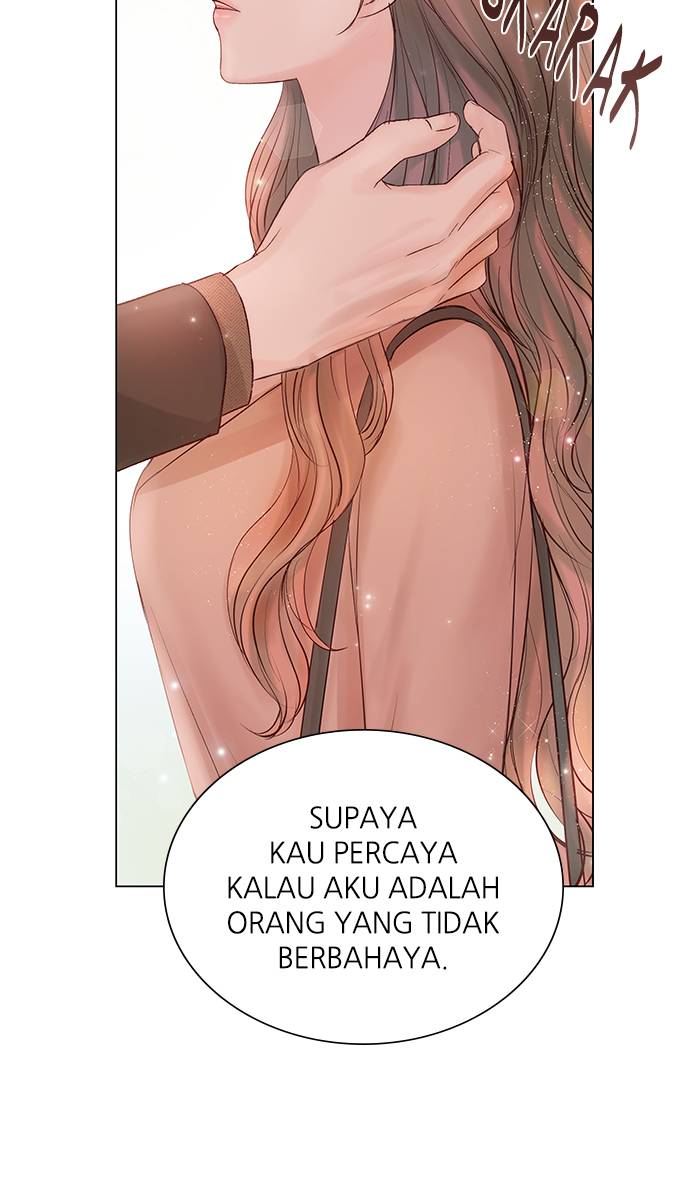 SUPAYA
KAU PERCAYA
KALAU AKU ADALAH
ORANG YANG TIDAK
BERBAHAYA.